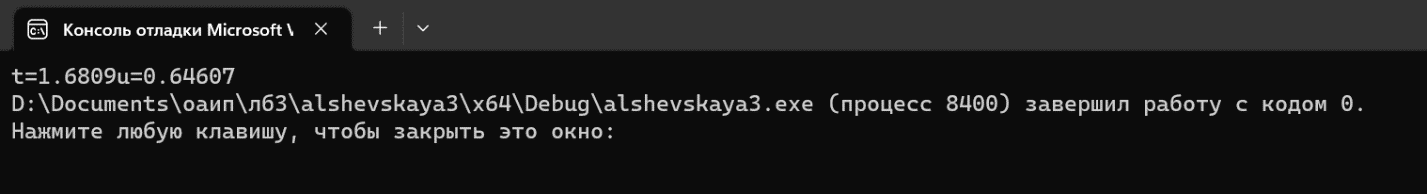 Консоль отладки Microsoft \
t=1.6809u=0.64607
D:\Documents\оаип\лб3\alshevskaya3\x64\Debug\alshevskaya3.exe (процесс 8400) завершил работу с кодом 0.
Нажмите любую клавишу, чтобы закрыть это окно: